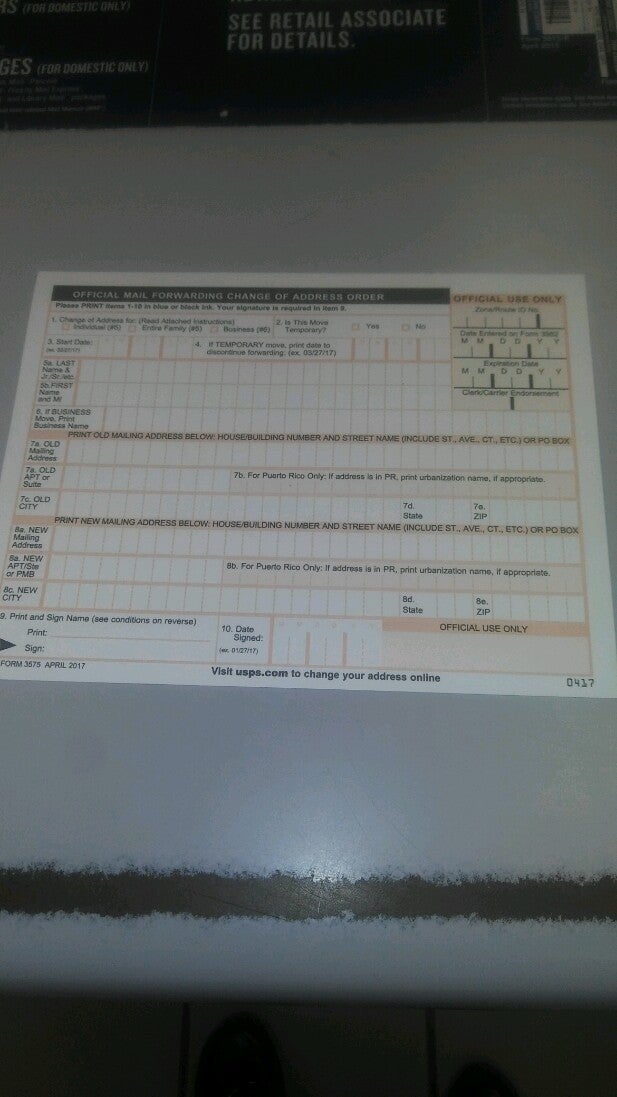 RS (FOR DOMESTIC ONLY)
SEE RETAIL ASSOCIATE
FOR DETAILS.
GES (FOR DOMESTIC ONLY)
OFFICIAL MAIL FORWARDING CHANGE OF ADDRESS ORDER
OFFICIAL USE ONLY
Please PRINT items 1-10 in blue or black ink. Your signature is required in item 9.
Zone/Route ID No.
1. Change of Address for: (Read Attached Instructions)
Individual (#5) Entire Family (#5) Business (#6)
2. Is This Move
Temporary?
Yes No
Date Entered on Form 3982
M M D D Y Y
3. Start Date:
4. If TEMPORARY move, print date to
discontinue forwarding: (ex. 03/27/17)
Expiration Date
M M D D Y Y
5a. LAST
Name &
Jr./Sr./etc.
Clerk/Carrier Endorsement
5b. FIRST
Name
and MI
6. If BUSINESS
Move, Print
Business Name
PRINT OLD MAILING ADDRESS BELOW: HOUSE/BUILDING NUMBER AND STREET NAME (INCLUDE ST., AVE., CT., ETC.) OR PO BOX
7a. OLD
Mailing
Address
7a. OLD
APT or
Suite
7b. For Puerto Rico Only: If address is in PR, print urbanization name, if appropriate.
7c. OLD
CITY
7d.
State
7e.
ZIP
PRINT NEW MAILING ADDRESS BELOW: HOUSE/BUILDING NUMBER AND STREET NAME (INCLUDE ST., AVE., CT., ETC.) OR PO BOX
8a. NEW
Mailing
Address
8a. NEW
APT/Ste
or PMB
8b. For Puerto Rico Only: If address is in PR, print urbanization name, if appropriate.
8c. NEW
CITY
8d.
State
8e.
ZIP
9. Print and Sign Name (see conditions on reverse)
Print:
Sign:
10. Date
Signed:
(ex. 01/27/17)
OFFICIAL USE ONLY
FORM 3575 APRIL 2017
Visit usps.com to change your address online
0417